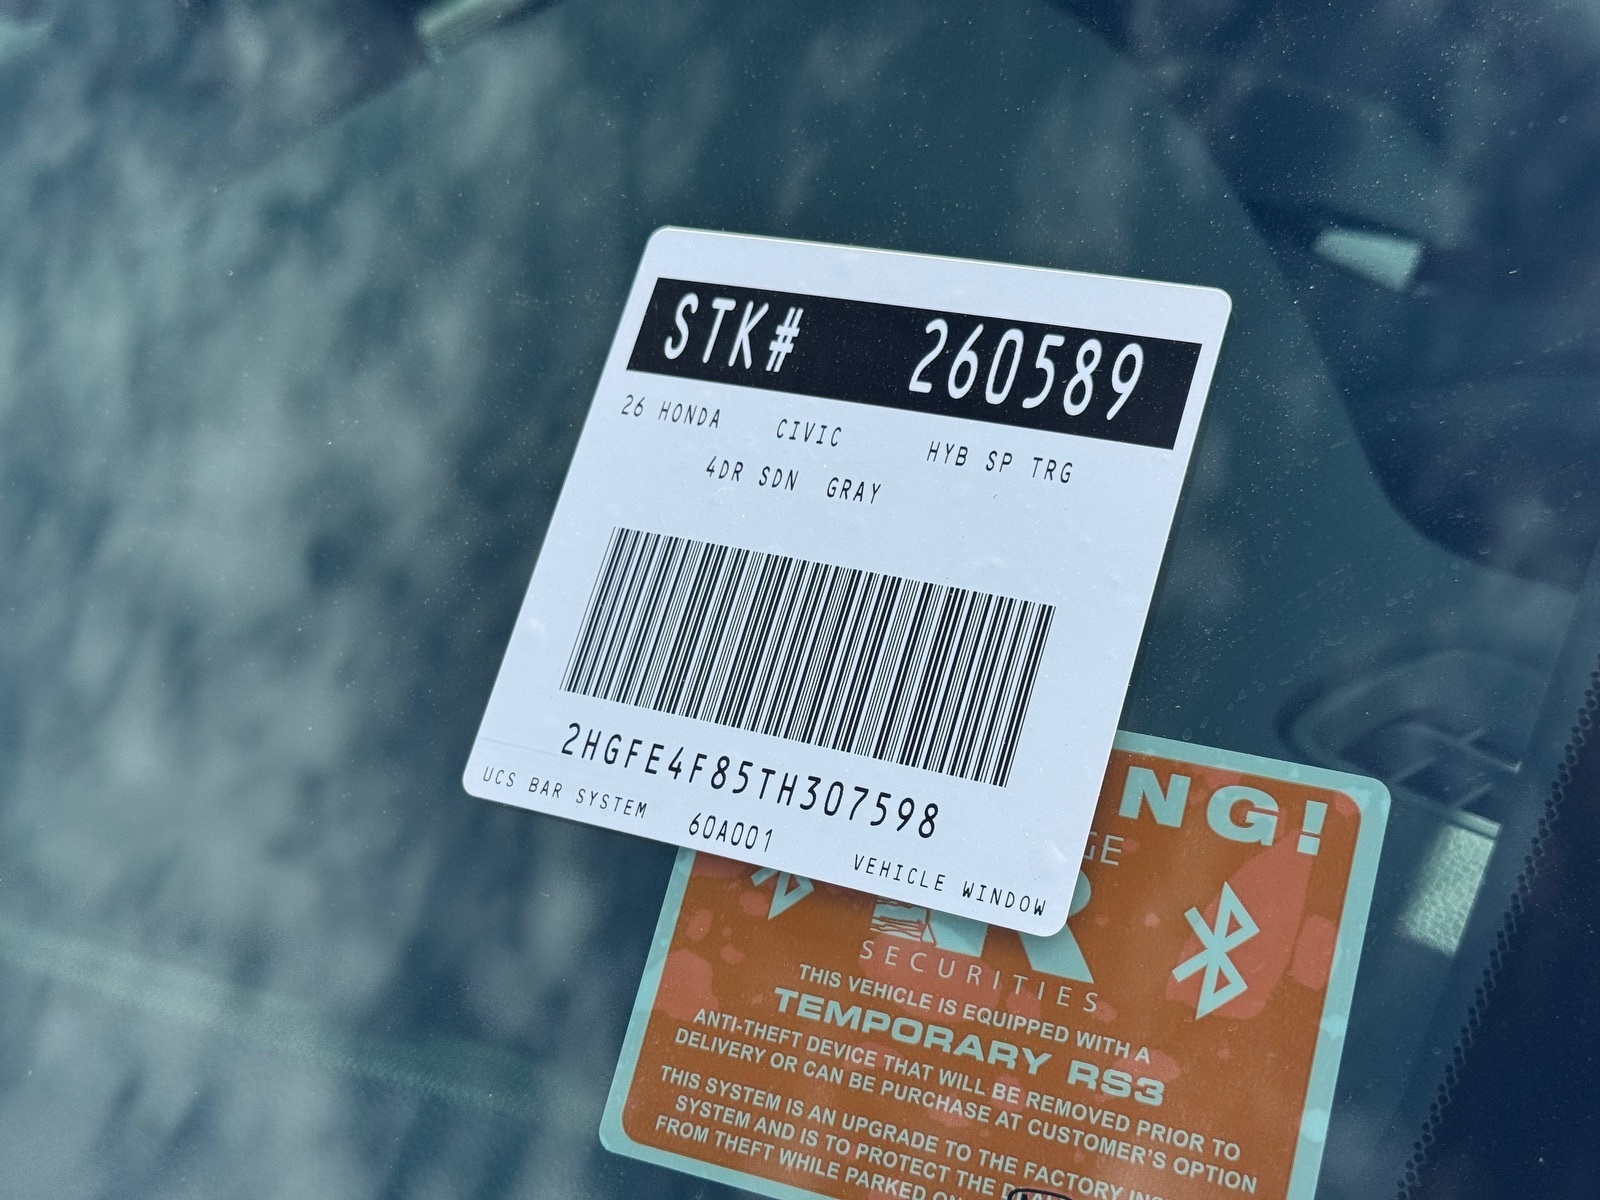 STK# 260589
26 HONDA CIVIC HYB SP TRG
4DR SDN GRAY
2HGFE4F85TH307598
UCS BAR SYSTEM 60A001 VEHICLE WINDOW
NG!
GE
SECURITIES
THIS VEHICLE IS EQUIPPED WITH A
TEMPORARY RS3
ANTI-THEFT DEVICE THAT WILL BE REMOVED PRIOR TO
DELIVERY OR CAN BE PURCHASE AT CUSTOMER'S OPTION
THIS SYSTEM IS AN UPGRADE TO THE FACTORY
SYSTEM AND IS TO PROTECT THE
FROM THEFT WHILE PARKED